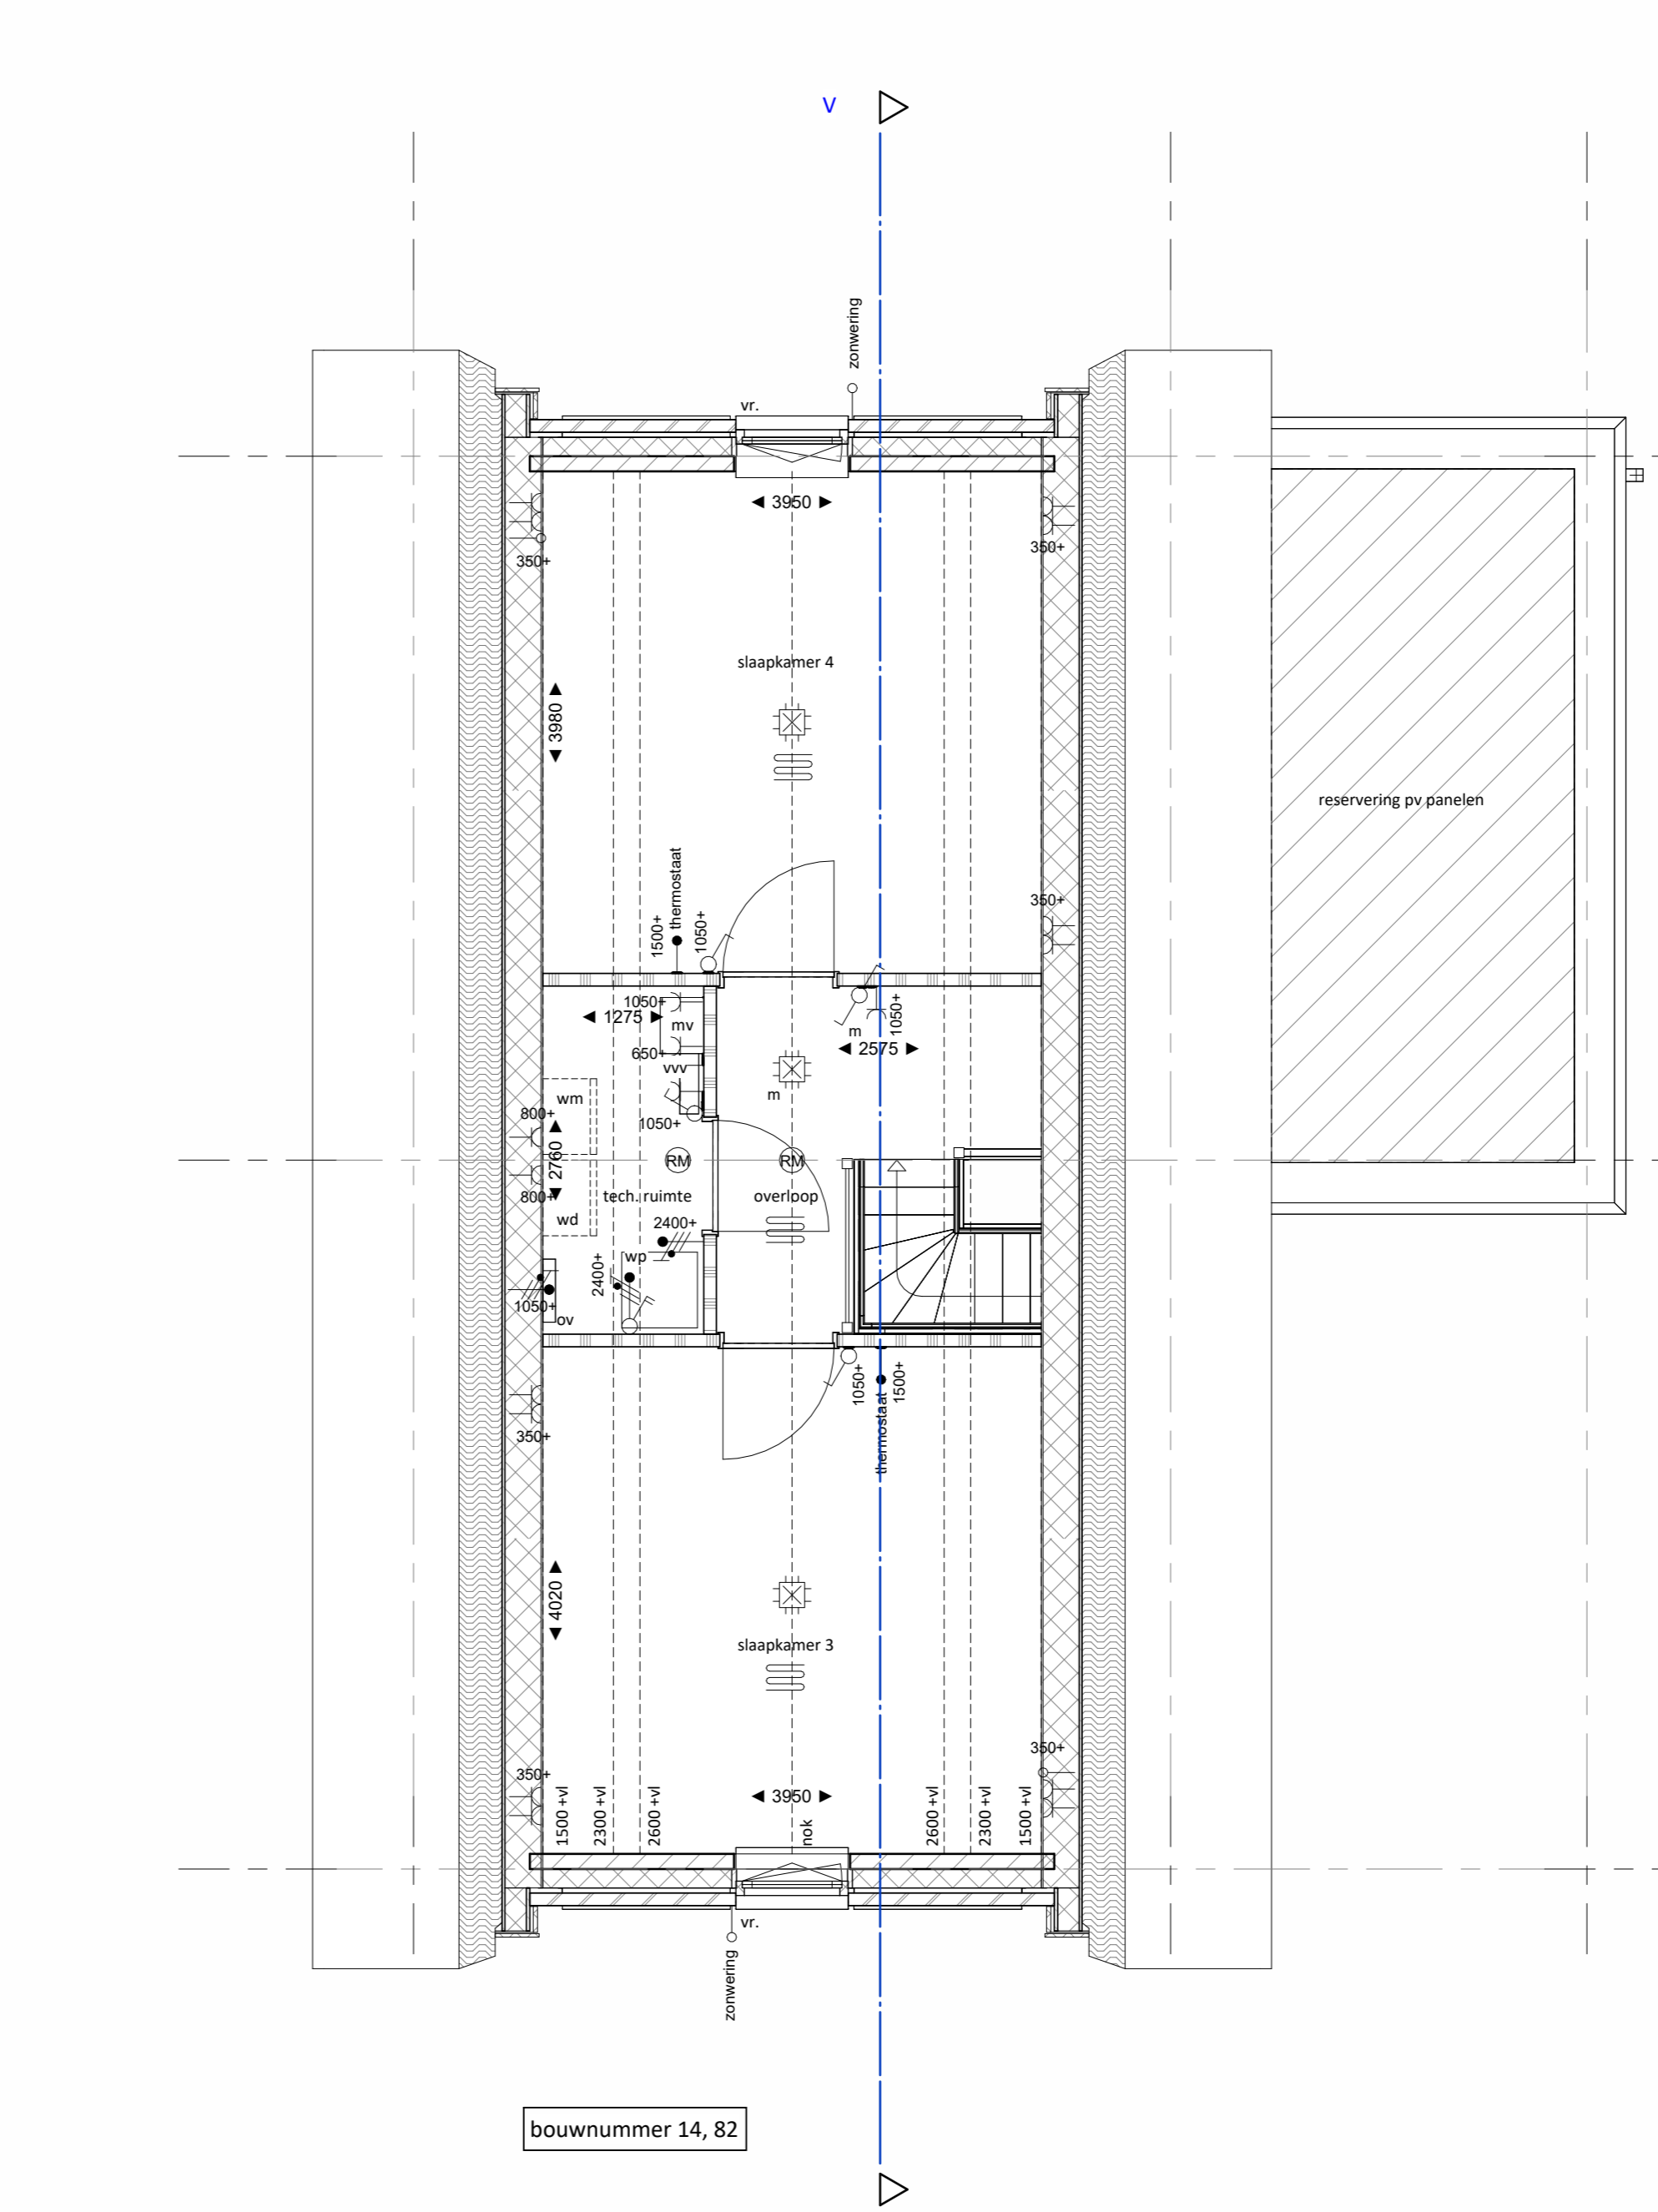 V
zonwering
vr.
3950
350+
350+
slaapkamer 4
3980
reservering pv panelen
thermostaat
1500+
1050+
350+
1050+
1275
mv
650+
vvv
1050+
m
1050+
2575
m
wm
800+
2760
800+
wd
RM
RM
tech. ruimte
overloop
2400+
wp
2400+
1050+
ov
1050+
1500+
thermostaat
350+
4020
slaapkamer 3
350+
350+
3950
1500 +vl
2300 +vl
2600 +vl
nok
2600 +vl
2300 +vl
1500 +vl
vr.
zonwering
bouwnummer 14, 82